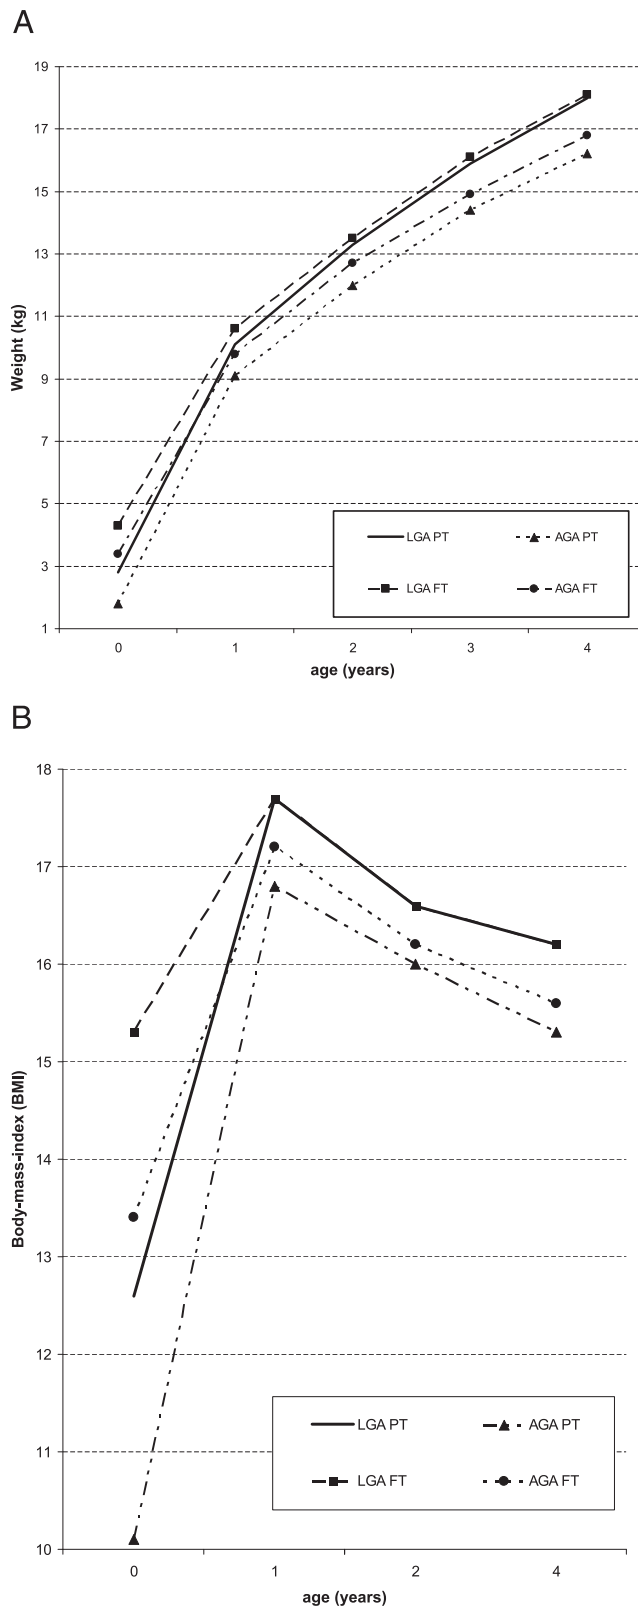 A
19
17
15
13
11
9
7
5
3
1
Weight (kg)
LGA PT
AGA PT
LGA FT
AGA FT
0 1 2 3 4
age (years)
B
18
17
16
15
14
13
12
11
10
Body-mass-index (BMI)
LGA PT
AGA PT
LGA FT
AGA FT
0 1 2 4
age (years)